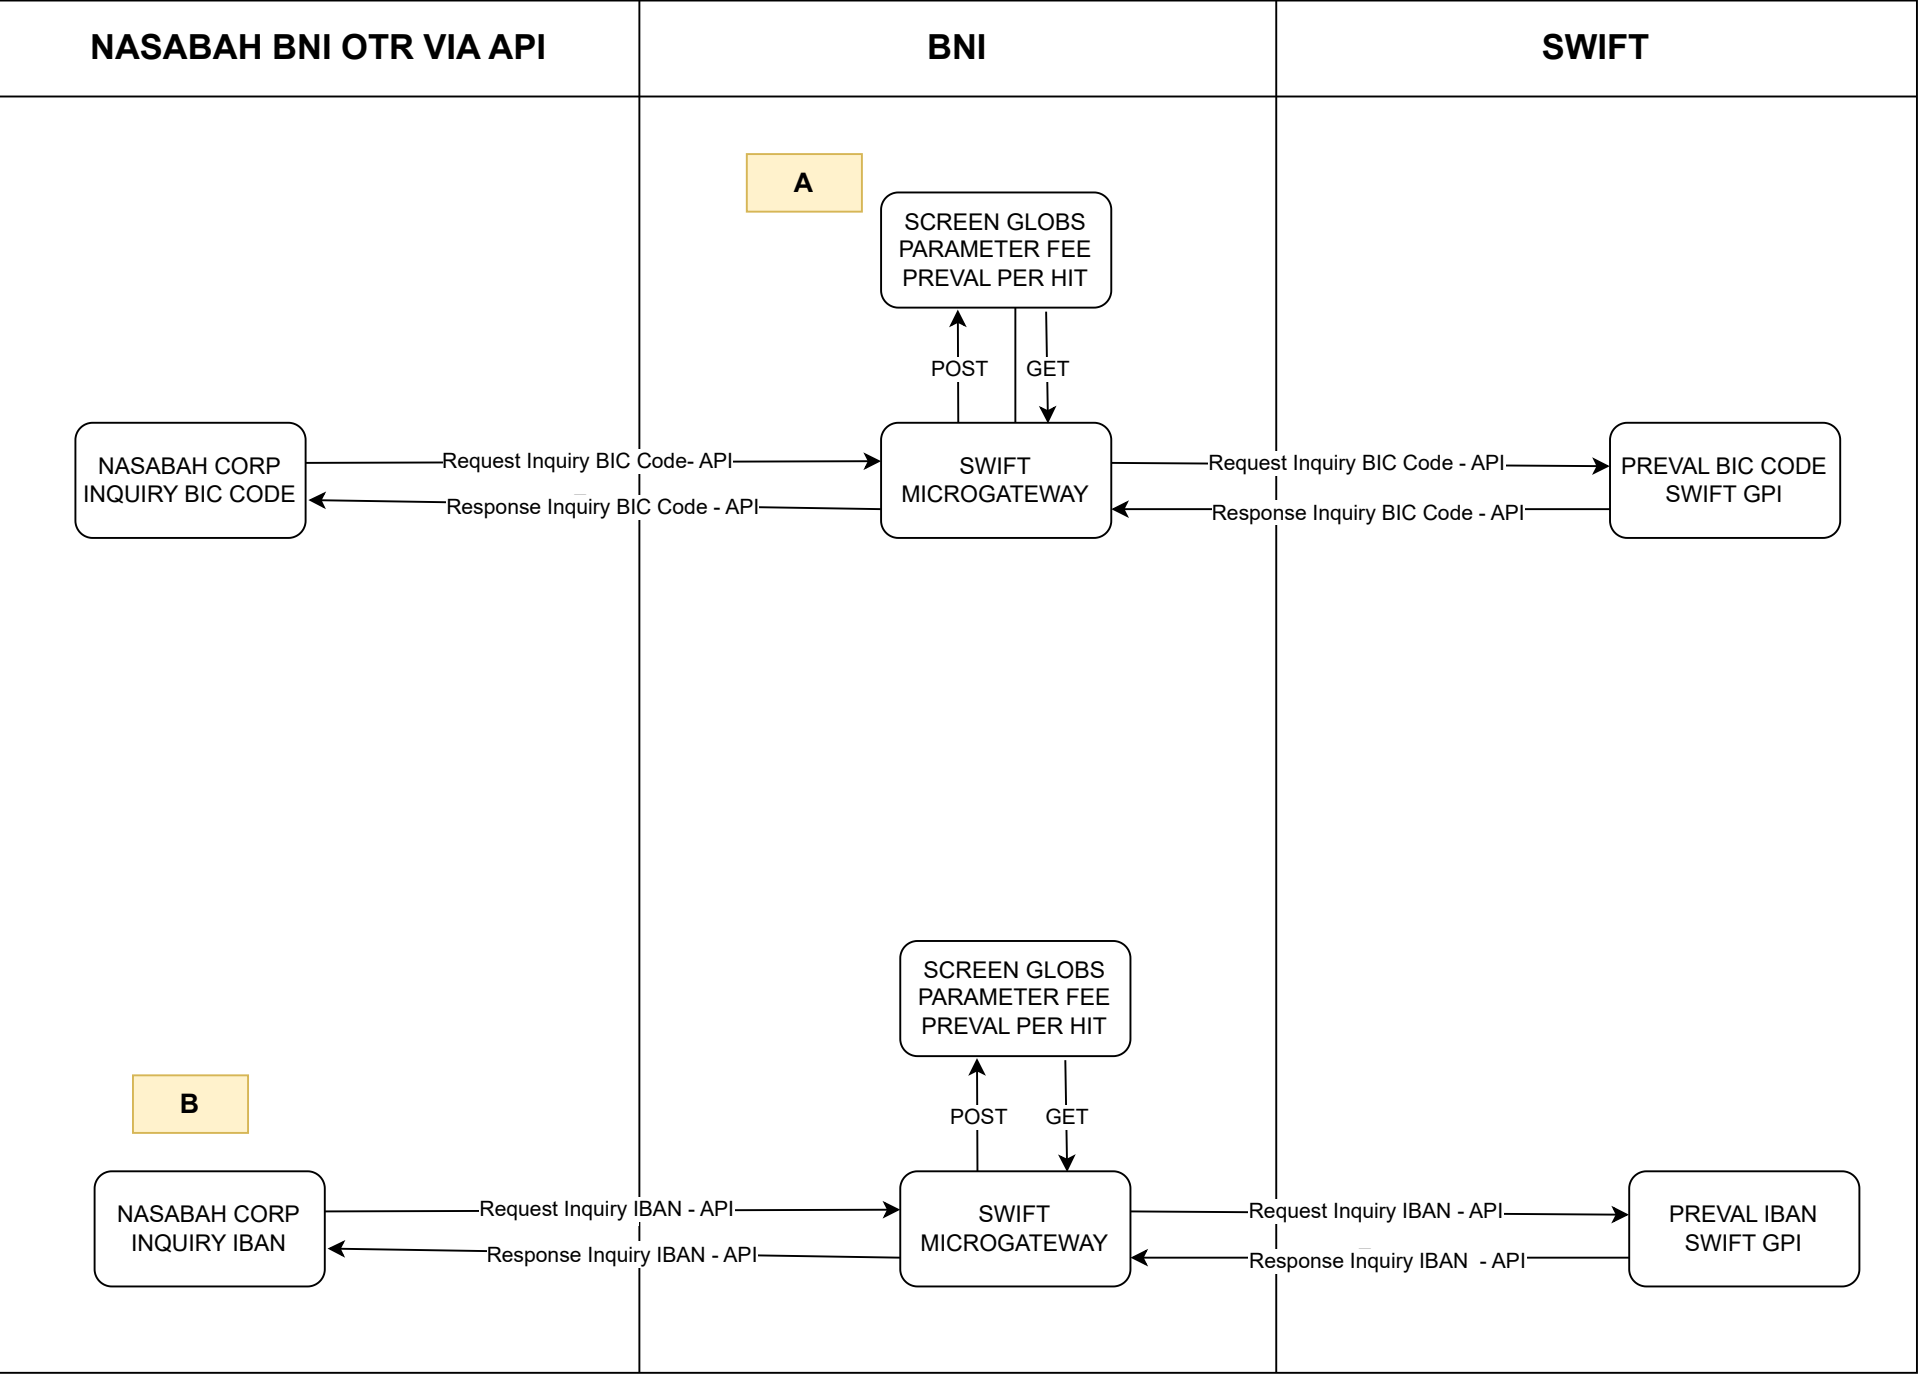 NASABAH BNI OTR VIA API
BNI
SWIFT
A
SCREEN GLOBS
PARAMETER FEE
PREVAL PER HIT
POST
GET
NASABAH CORP
INQUIRY BIC CODE
Request Inquiry BIC Code- API
Response Inquiry BIC Code - API
SWIFT
MICROGATEWAY
Request Inquiry BIC Code - API
Response Inquiry BIC Code - API
PREVAL BIC CODE
SWIFT GPI
SCREEN GLOBS
PARAMETER FEE
PREVAL PER HIT
B
POST
GET
NASABAH CORP
INQUIRY IBAN
Request Inquiry IBAN - API
Response Inquiry IBAN - API
SWIFT
MICROGATEWAY
Request Inquiry IBAN - API
Response Inquiry IBAN  - API
PREVAL IBAN
SWIFT GPI